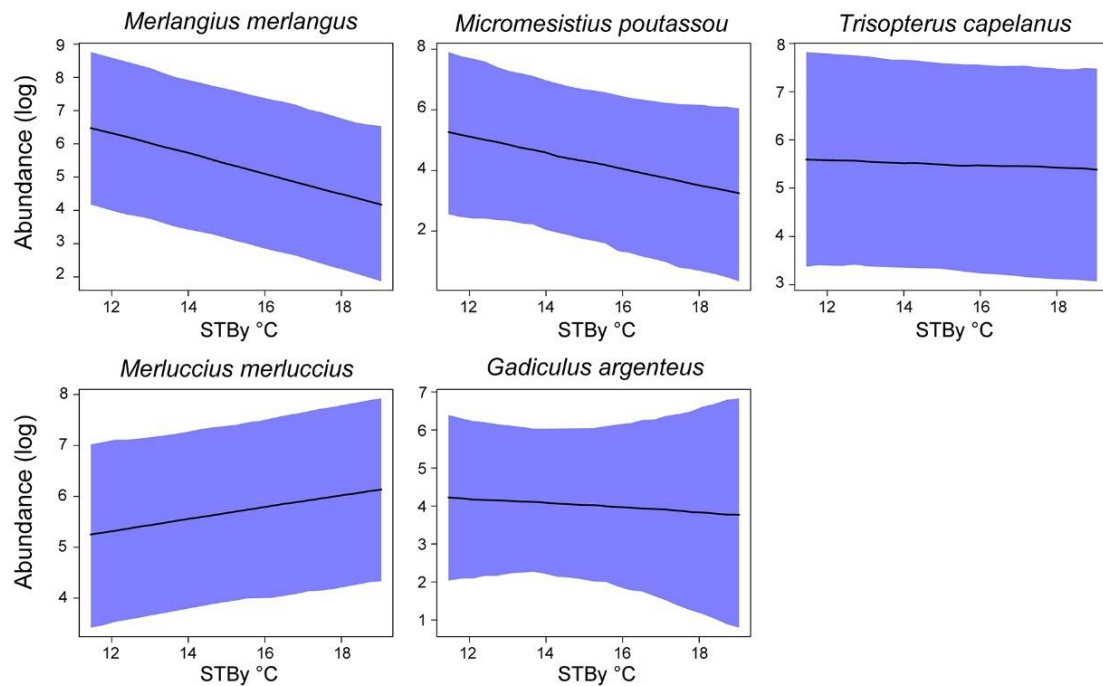 Merlangius merlangus
Micromesistius poutassou
Trisopterus capelanus
Abundance (log)
9
8
7
6
5
4
3
2
12 14 16 18
STBy °C
8
6
4
2
12 14 16 18
STBy °C
8
7
6
5
4
3
12 14 16 18
STBy °C
Merluccius merluccius
Gadiculus argenteus
Abundance (log)
8
7
6
5
4
12 14 16 18
STBy °C
7
6
5
4
3
2
1
12 14 16 18
STBy °C